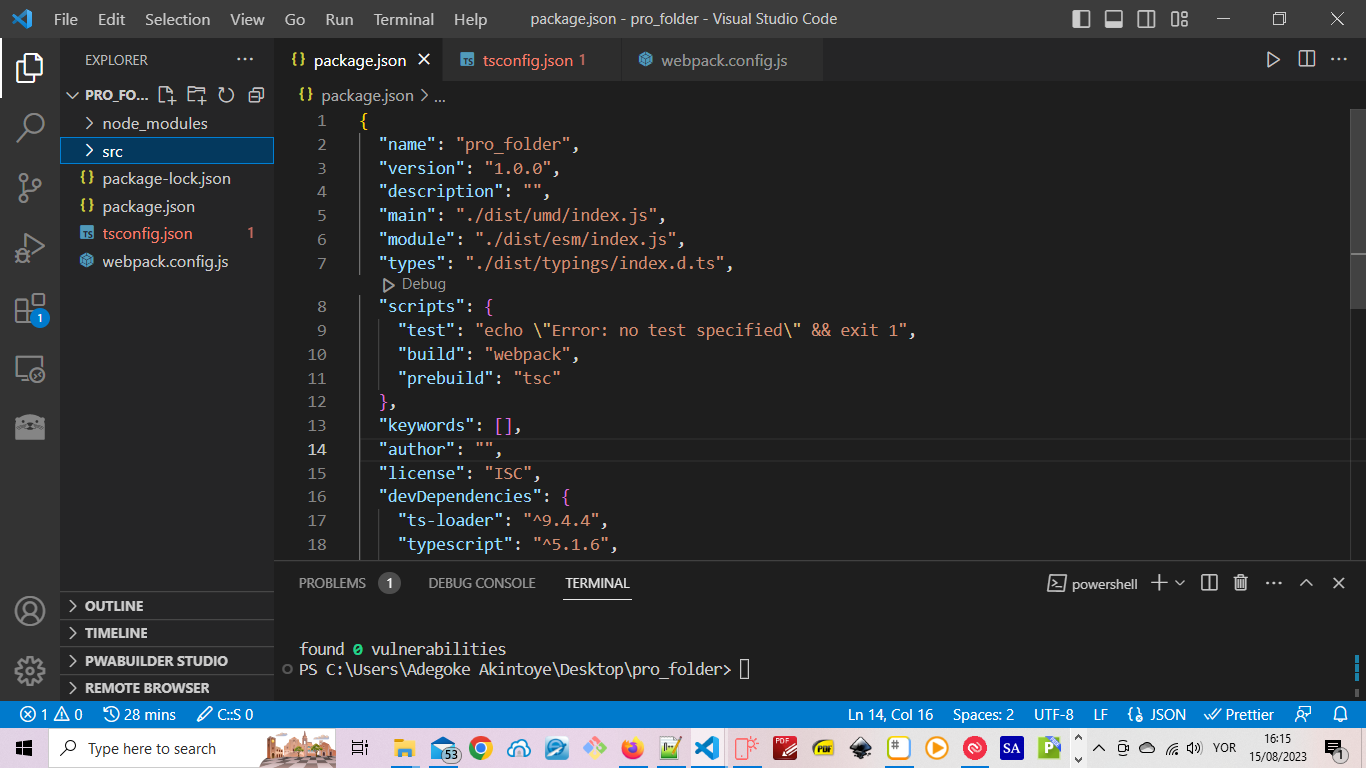 File Edit Selection View Go Run Terminal Help package.json - pro_folder - Visual Studio Code
EXPLORER
PRO_FO...
node_modules
src
package-lock.json
package.json
tsconfig.json 1
webpack.config.js
OUTLINE
TIMELINE
PWABUILDER STUDIO
REMOTE BROWSER
1
package.json tsconfig.json 1 webpack.config.js
package.json > ...
1 {
2 "name": "pro_folder",
3 "version": "1.0.0",
4 "description": "",
5 "main": "./dist/umd/index.js",
6 "module": "./dist/esm/index.js",
7 "types": "./dist/typings/index.d.ts",
Debug
8 "scripts": {
9 "test": "echo \"Error: no test specified\" && exit 1",
10 "build": "webpack",
11 "prebuild": "tsc"
12 },
13 "keywords": [],
14 "author": "",
15 "license": "ISC",
16 "devDependencies": {
17 "ts-loader": "^9.4.4",
18 "typescript": "^5.1.6",
PROBLEMS 1 DEBUG CONSOLE TERMINAL powershell
found 0 vulnerabilities
PS C:\Users\Adegoke Akintoye\Desktop\pro_folder>
1 0 28 mins C::S 0 Ln 14, Col 16 Spaces: 2 UTF-8 LF {} JSON Prettier
Type here to search 53 PDF PDF SA P YOR 16:15 1
15/08/2023